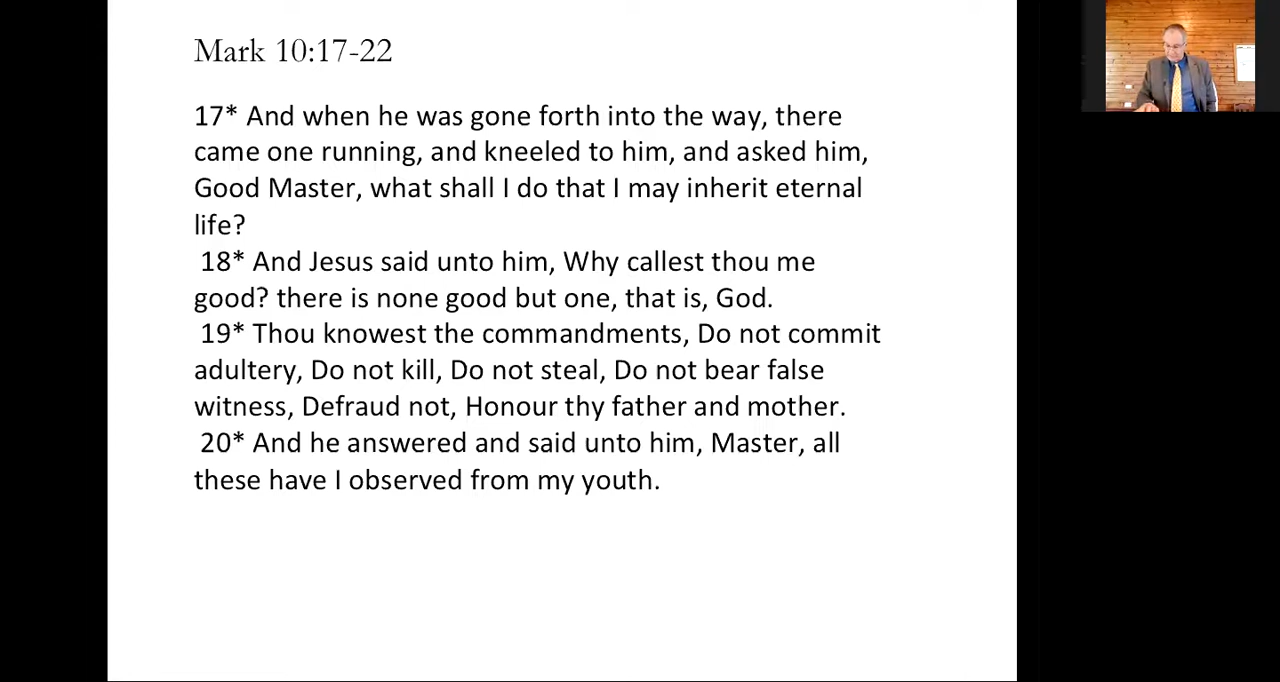 Mark 10:17-22
17* And when he was gone forth into the way, there
came one running, and kneeled to him, and asked him,
Good Master, what shall I do that I may inherit eternal
life?
18* And Jesus said unto him, Why callest thou me
good? there is none good but one, that is, God.
19* Thou knowest the commandments, Do not commit
adultery, Do not kill, Do not steal, Do not bear false
witness, Defraud not, Honour thy father and mother.
20* And he answered and said unto him, Master, all
these have I observed from my youth.